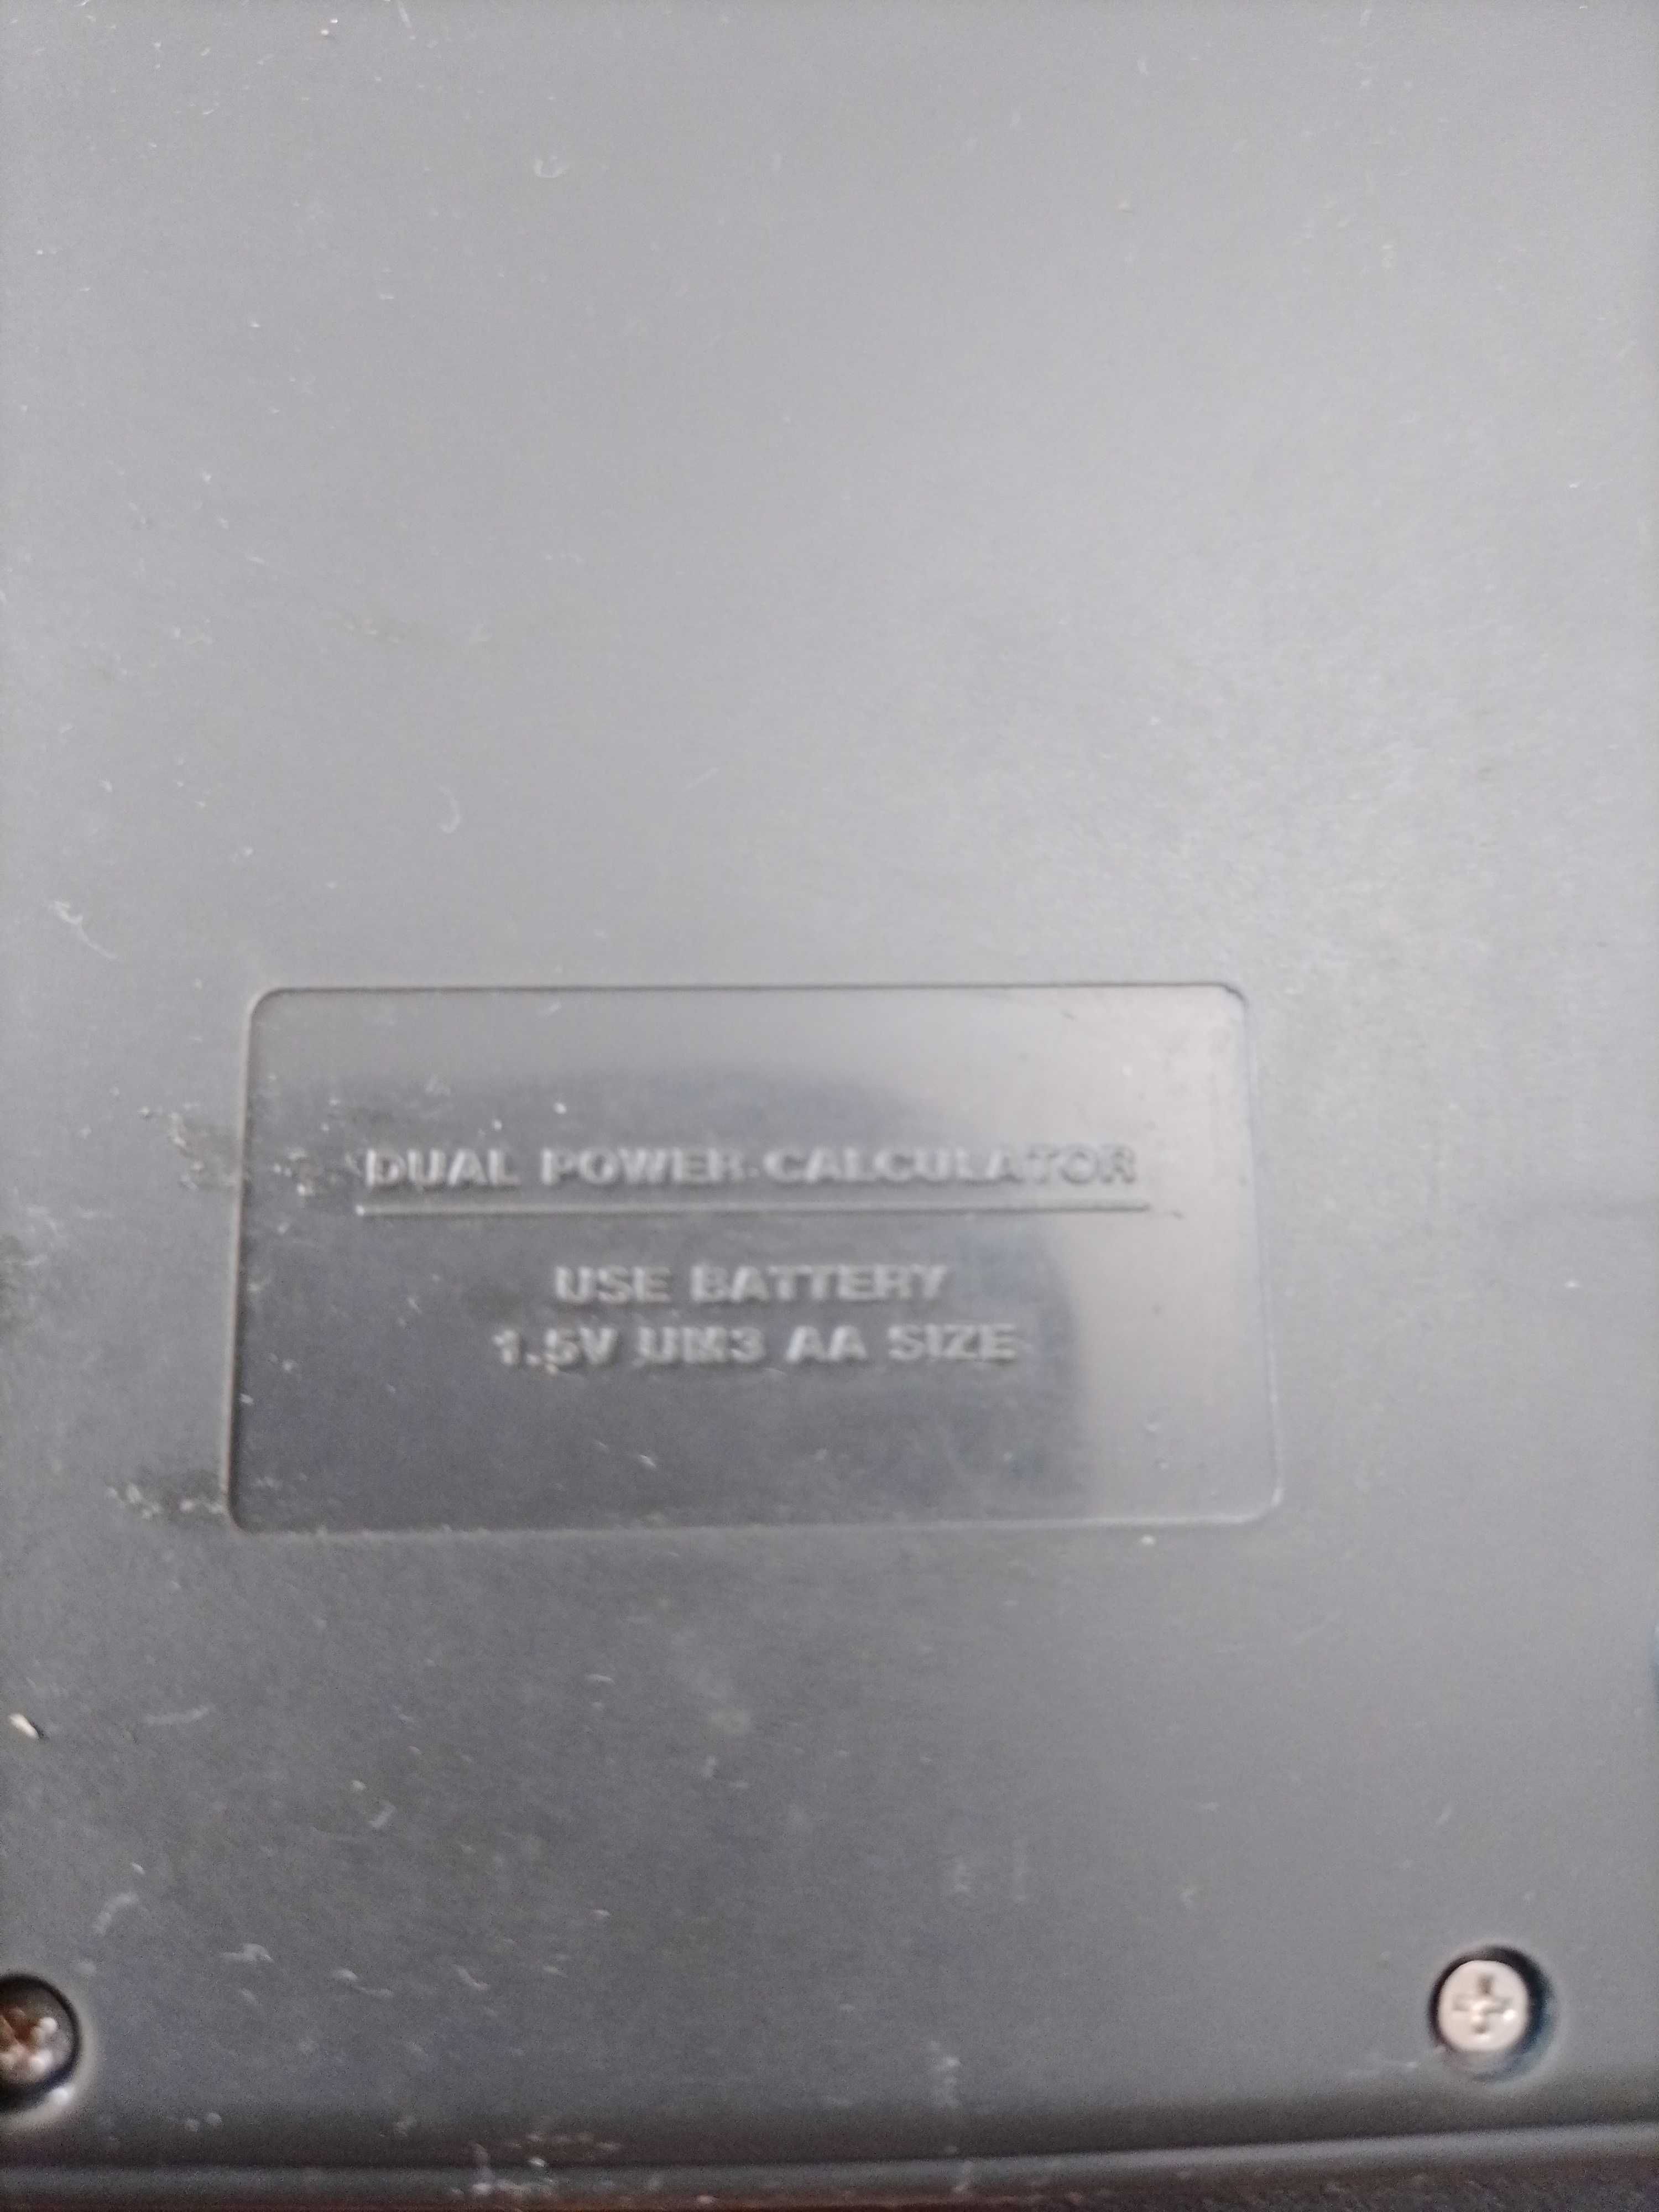 DUAL POWER CALCULATOR
USE BATTERY
1.5V UM3 AA SIZE